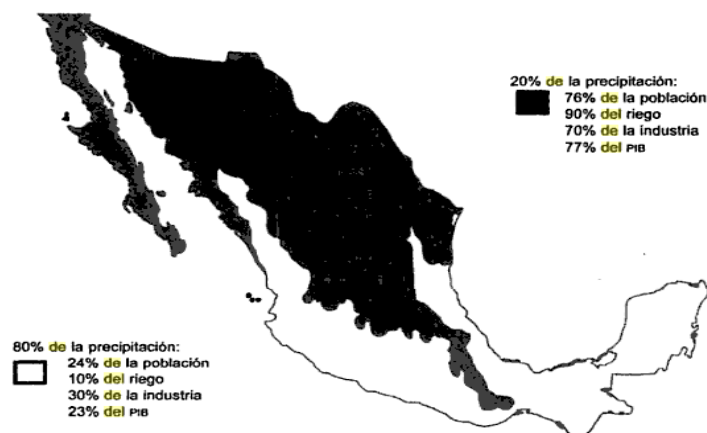 20% de la precipitación:
76% de la población
90% del riego
70% de la industria
77% del PIB
80% de la precipitación:
24% de la población
10% del riego
30% de la industria
23% del PIB